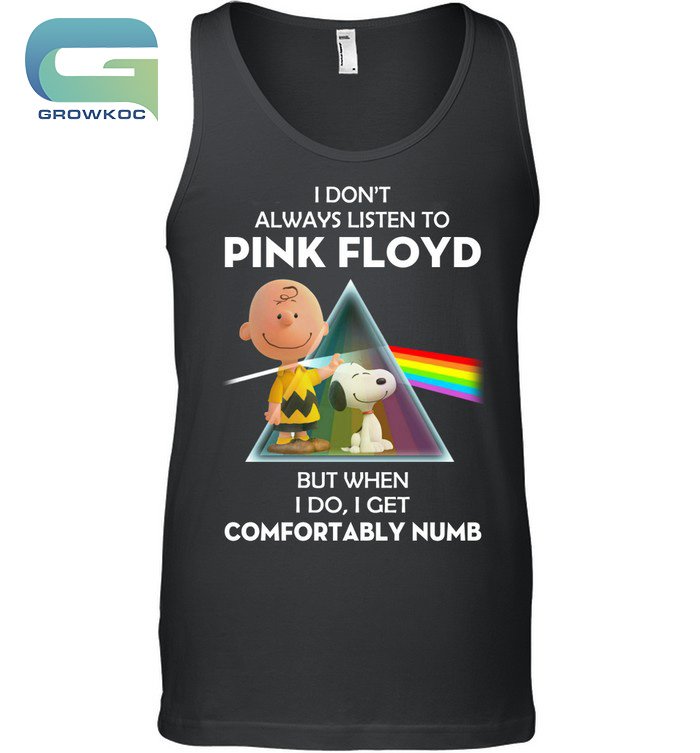 GROWKOC
I DON'T
ALWAYS LISTEN TO
PINK FLOYD
BUT WHEN
I DO, I GET
COMFORTABLY NUMB